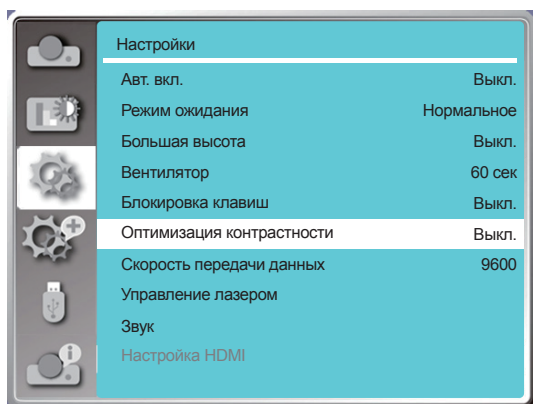 Настройки
Авт. вкл. Выкл.
Режим ожидания Нормальное
Большая высота Выкл.
Вентилятор 60 сек
Блокировка клавиш Выкл.
Оптимизация контрастности Выкл.
Скорость передачи данных 9600
Управление лазером
Звук
Настройка HDMI